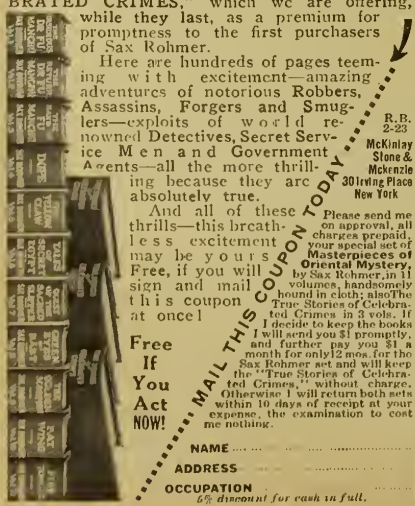 BRATED CRIMES," which we are offering,
while they last, as a premium for
promptness to the first purchasers
of Sax Rohmer.
Here are hundreds of pages teem-
ing with excitement—amazing
adventures of notorious Robbers,
Assassins, Forgers and Smug-
lers—exploits of world re-
nowned Detectives, Secret Serv-
ice Men and Government
Agents—all the more thrill-
ing because they are
absolutely true.
And all of these
thrills—this breath-
less excitement
may be yours
Free, if you will
sign and mail
this coupon
at once!
Free
If
You
Act
NOW!
MAIL THIS COUPON TODAY
R.B.
2-23
McKinlay
Stone &
Mckenzie
30 Irving Place
New York
Please send me
on approval, all
charges prepaid,
your special set of
Masterpieces of
Oriental Mystery,
by Sax Rohmer, in 11
volumes, handsomely
bound in cloth; also The
True Stories of Celebra-
ted Crimes in 3 vols. If
I decide to keep the books
I will send you $1 promptly,
and further pay you $1 a
month for only 12 mos. for the
Sax Rohmer set and will keep
the "True Stories of Celebra-
ted Crimes," without charge.
Otherwise I will return both sets
within 10 days of receipt at your
expense, the examination to cost
me nothing.
NAME
ADDRESS
OCCUPATION
5% discount for cash in full.